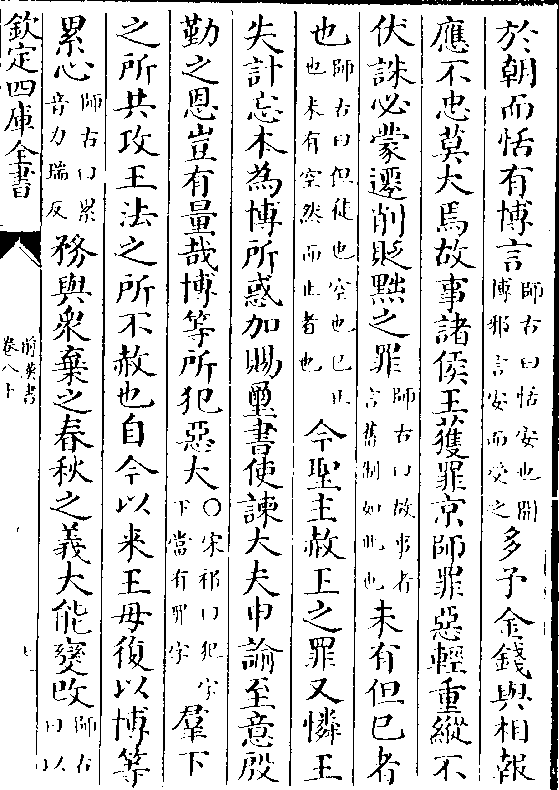 於朝而恬有博言師古曰恬安也聞博邪言安而受之多予金錢與相報
應不忠莫大焉故事諸侯王獲罪京師罪惡輕重縱不
伏誅必蒙遷削貶黜之罪師古曰故事者言舊制如此也未有但已者
也師古曰但徒也空也已止也未有空然而止者也今聖主赦王之罪又憐王
失計忘本為博所惑加賜璽書使諫大夫申諭至意殷
勤之恩豈有量哉博等所犯惡大○宋祁曰犯字下當有罪字羣下
之所共攻王法之所不赦也自今以來王毋復以博等
累心師古曰累音力瑞反務與衆棄之春秋之義大能變改師古曰以
欽定四庫全書
前漢書
卷八十